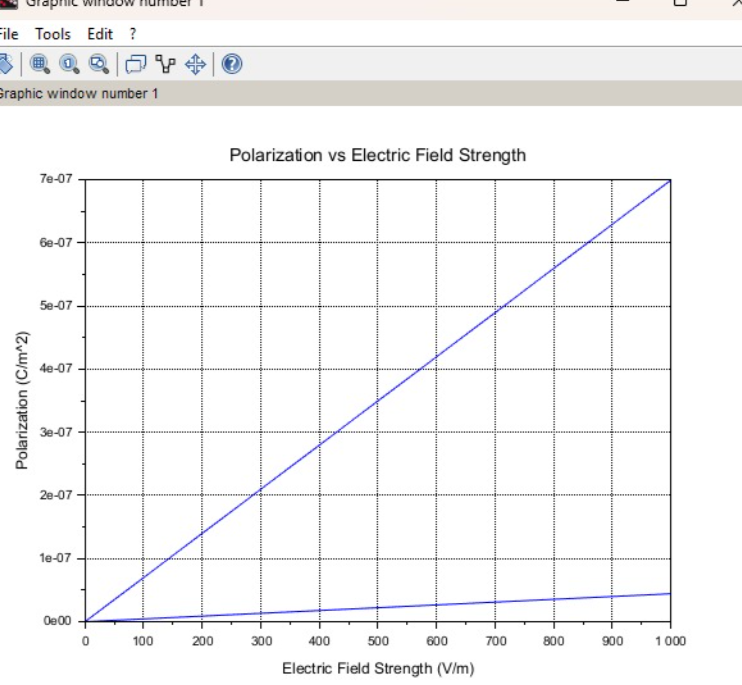 Graphic window number 1
File Tools Edit ?
Graphic window number 1
Polarization vs Electric Field Strength
7e-07
6e-07
5e-07
4e-07
3e-07
2e-07
1e-07
0e00
Polarization (C/m^2)
0 100 200 300 400 500 600 700 800 900 1 000
Electric Field Strength (V/m)